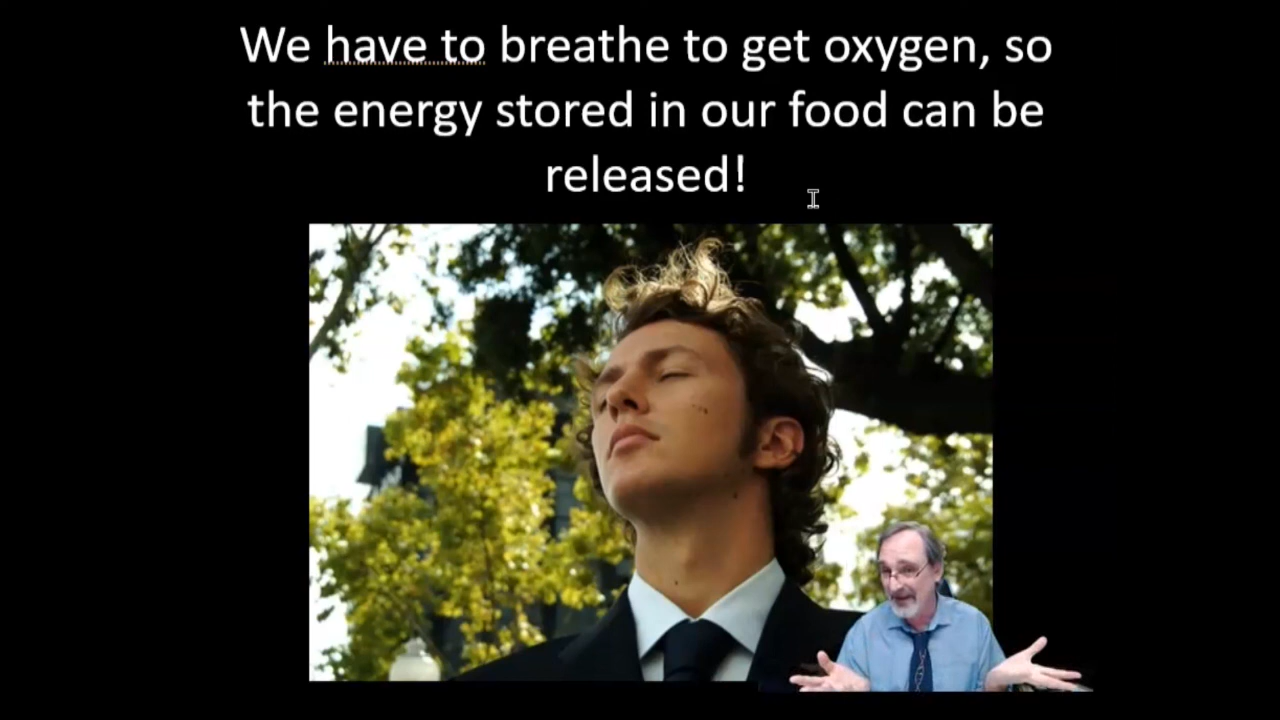 We have to breathe to get oxygen, so
the energy stored in our food can be
released!